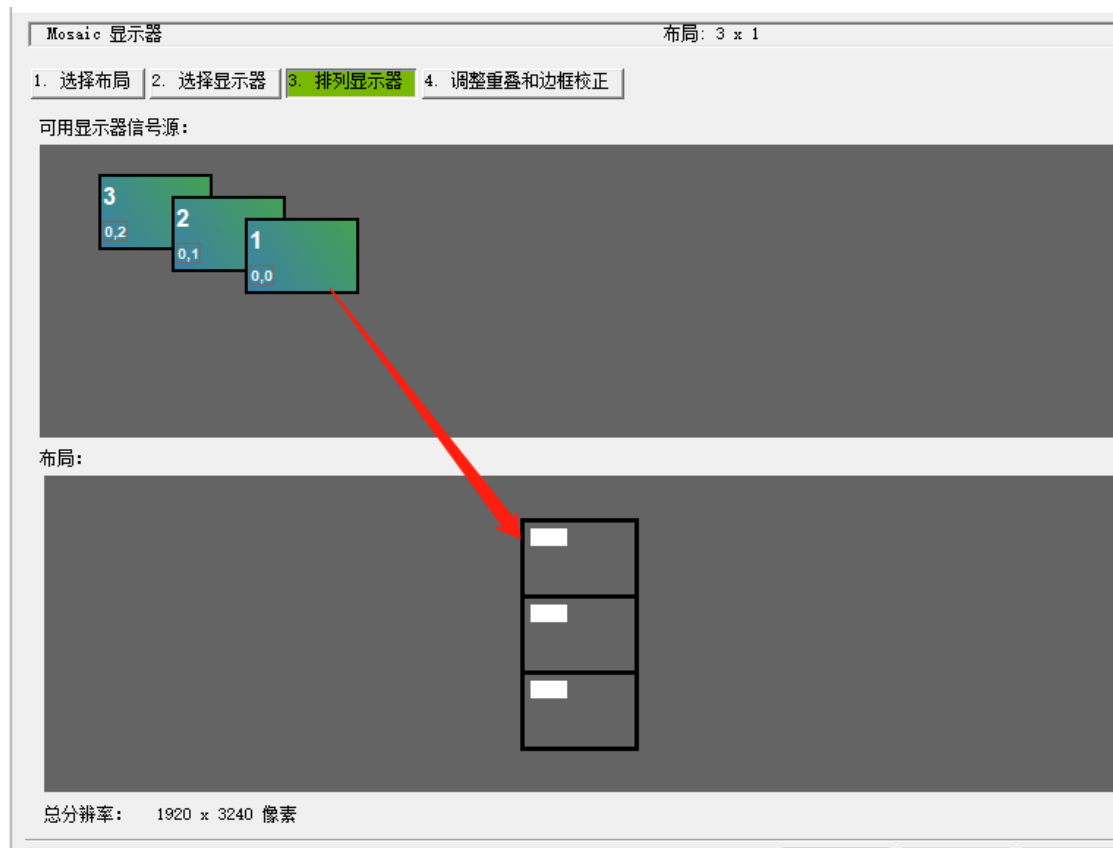 Mosaic 显示器 布局: 3 x 1
1. 选择布局 2. 选择显示器 3. 排列显示器 4. 调整重叠和边框校正
可用显示器信号源:
3
0,2
2
0,1
1
0,0
布局:
总分辨率: 1920 x 3240 像素